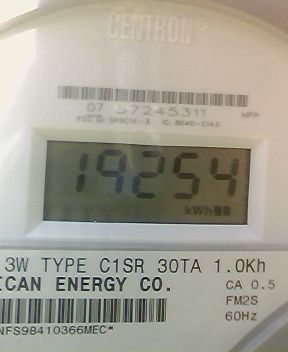 CENTRON®
07 57245311 HPP
19254
kWh
3W TYPE C1SR 30TA 1.0Kh
ICAN ENERGY CO. CA 0.5
FM2S
60Hz
NFS98410366MEC*